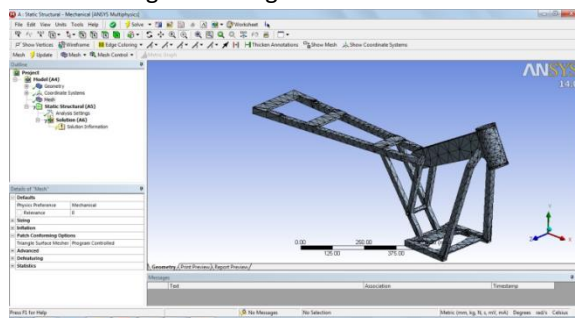 A : Static Structural - Mechanical [ANSYS Multiphysics]
File Edit View Units Tools Help Solve Worksheet
Show Vertices Wireframe Edge Coloring Thicken Annotations Show Mesh Show Coordinate Systems
Mesh Update Mesh Mesh Control Metric Graph
Outline
Project
Model (A4)
Geometry
Coordinate Systems
Mesh
Static Structural (A5)
Analysis Settings
Solution (A6)
Solution Information
ANSYS
14.0
Details of "Mesh"
Defaults
Physics Preference Mechanical
Relevance 0
Sizing
Inflation
Patch Conforming Options
Triangle Surface Mesher Program Controlled
Advanced
Defeaturing
Statistics
0.00 250.00
125.00 375.00
Y
Z X
Geometry Print Preview Report Preview
Messages
Text Association Timestamp
Press F1 for Help No Messages No Selection Metric (mm, kg, N, s, mV, mA) Degrees rad/s Celsius